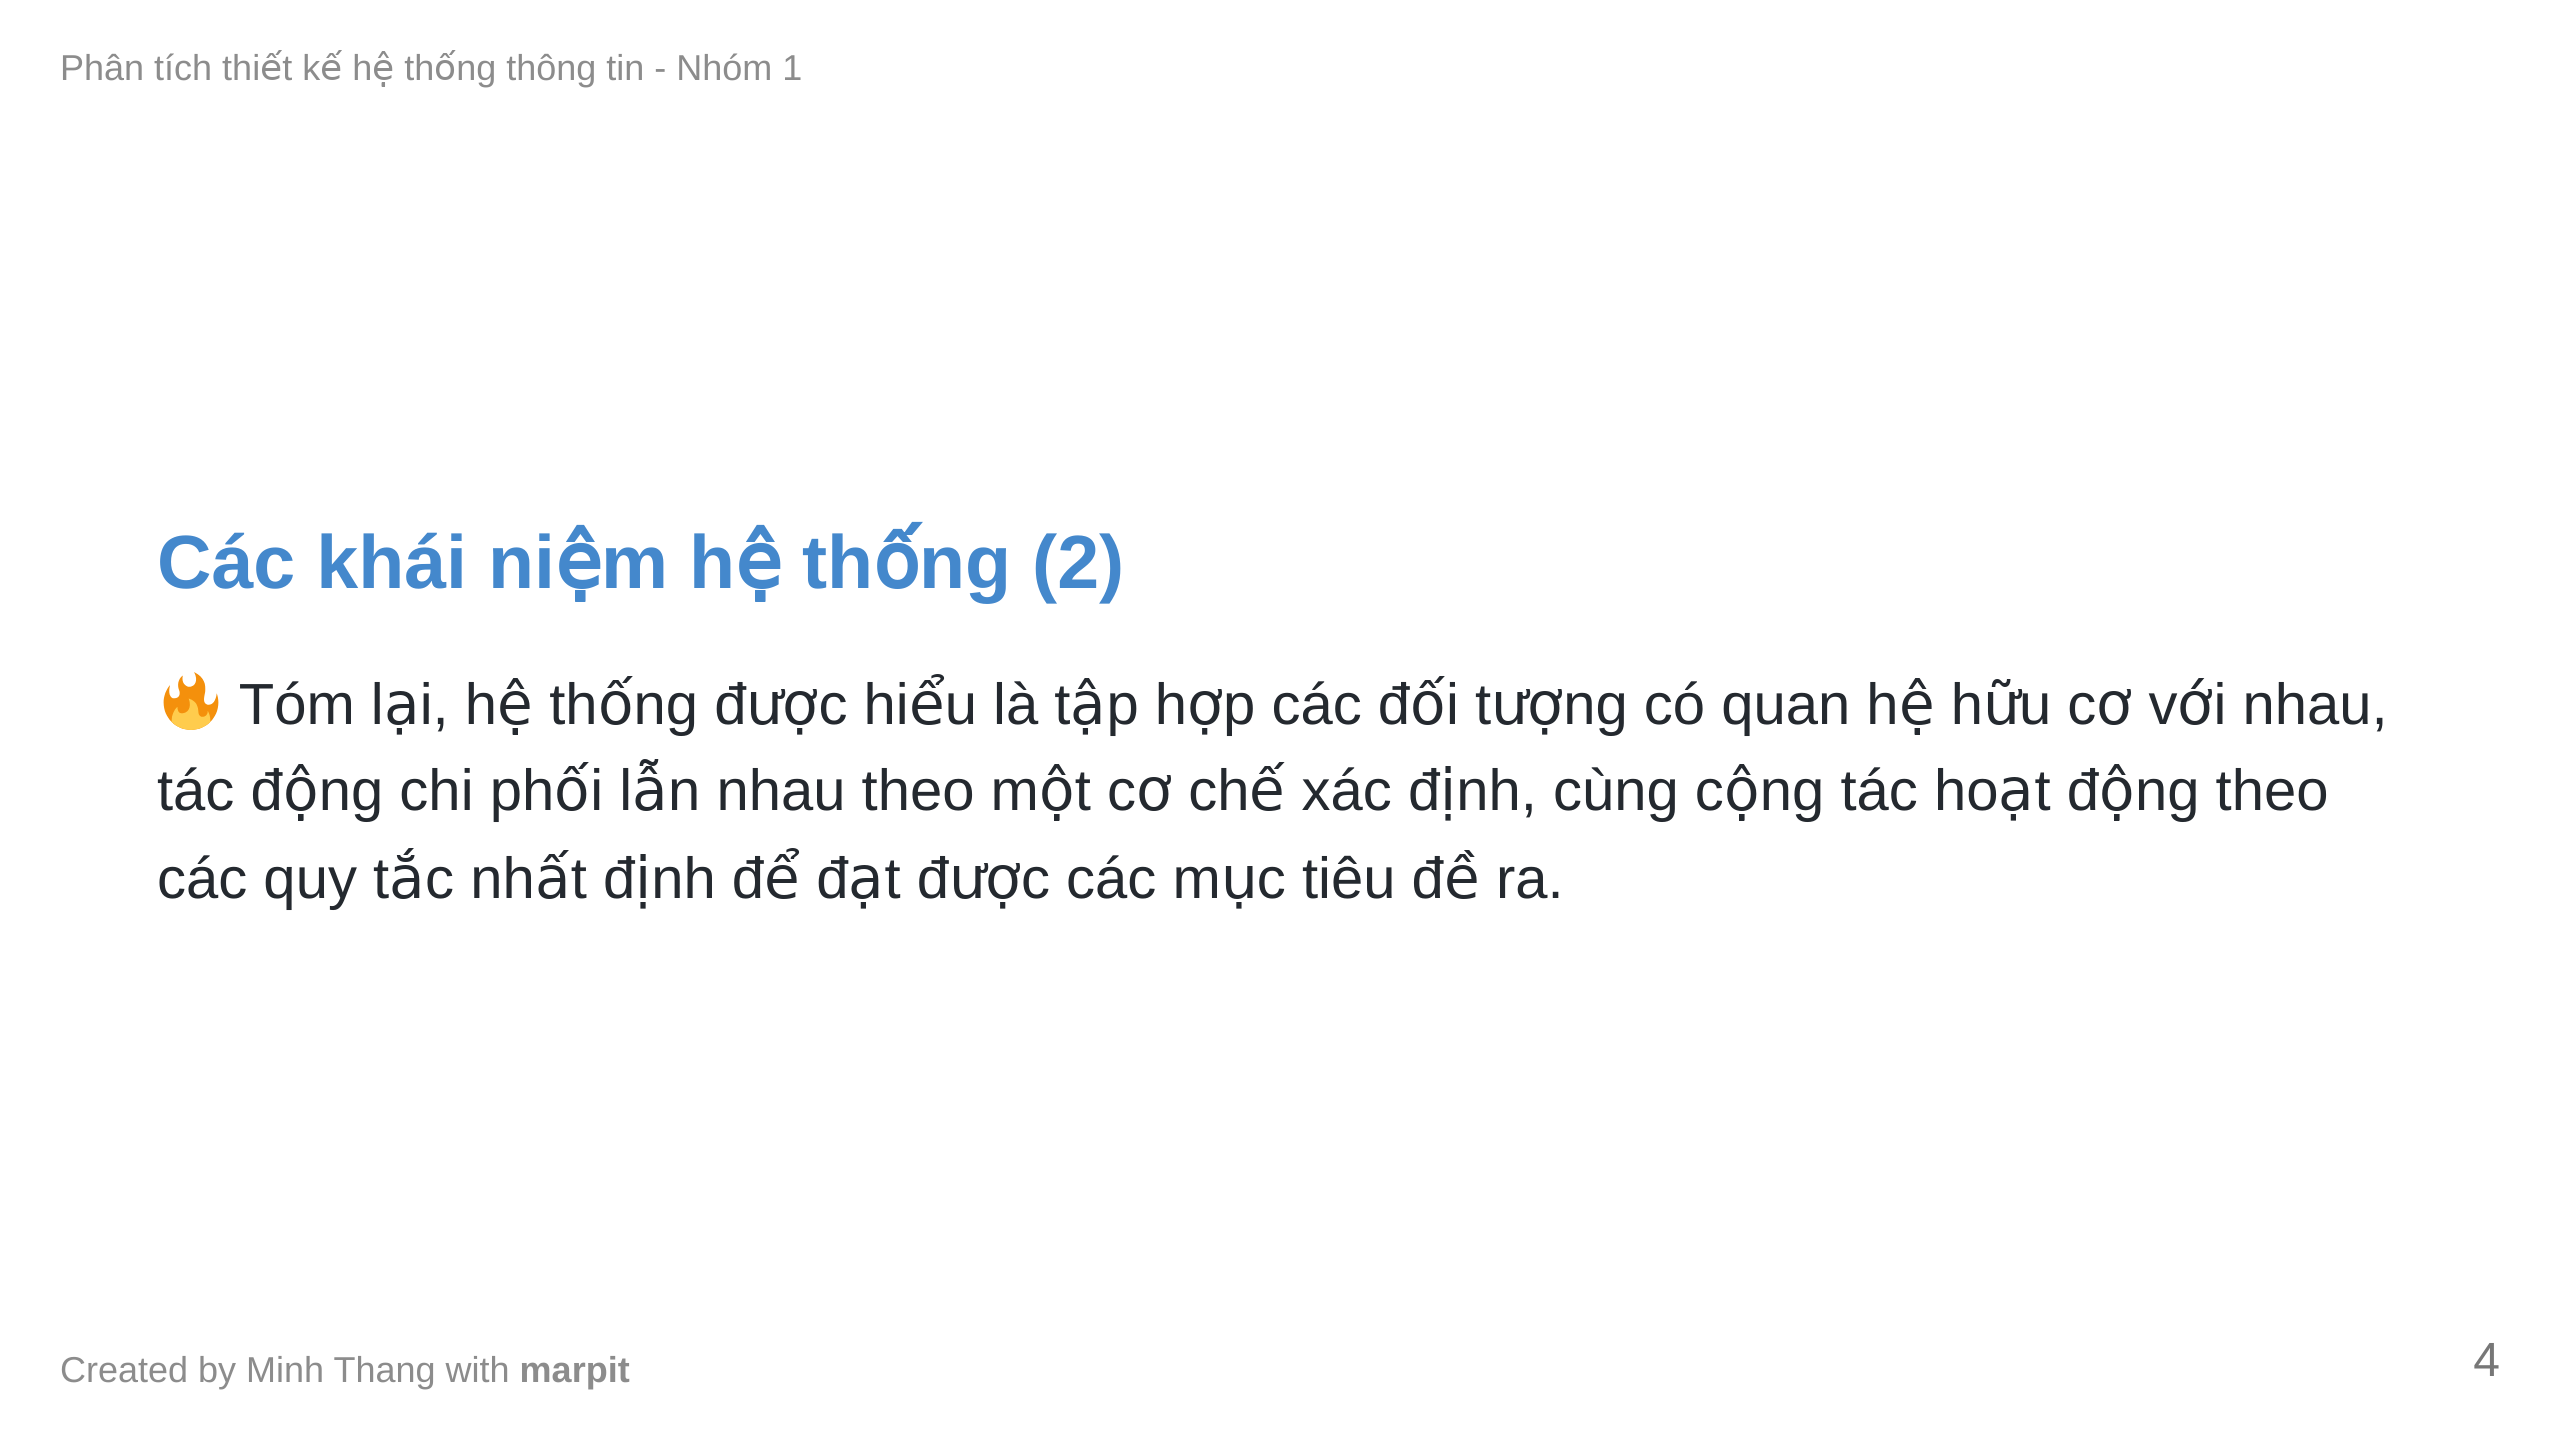 Phân tích thiết kế hệ thống thông tin - Nhóm 1
Các khái niệm hệ thống (2)
🔥 Tóm lại, hệ thống được hiểu là tập hợp các đối tượng có quan hệ hữu cơ với nhau,
tác động chi phối lẫn nhau theo một cơ chế xác định, cùng cộng tác hoạt động theo
các quy tắc nhất định để đạt được các mục tiêu đề ra.
Created by Minh Thang with marpit
4